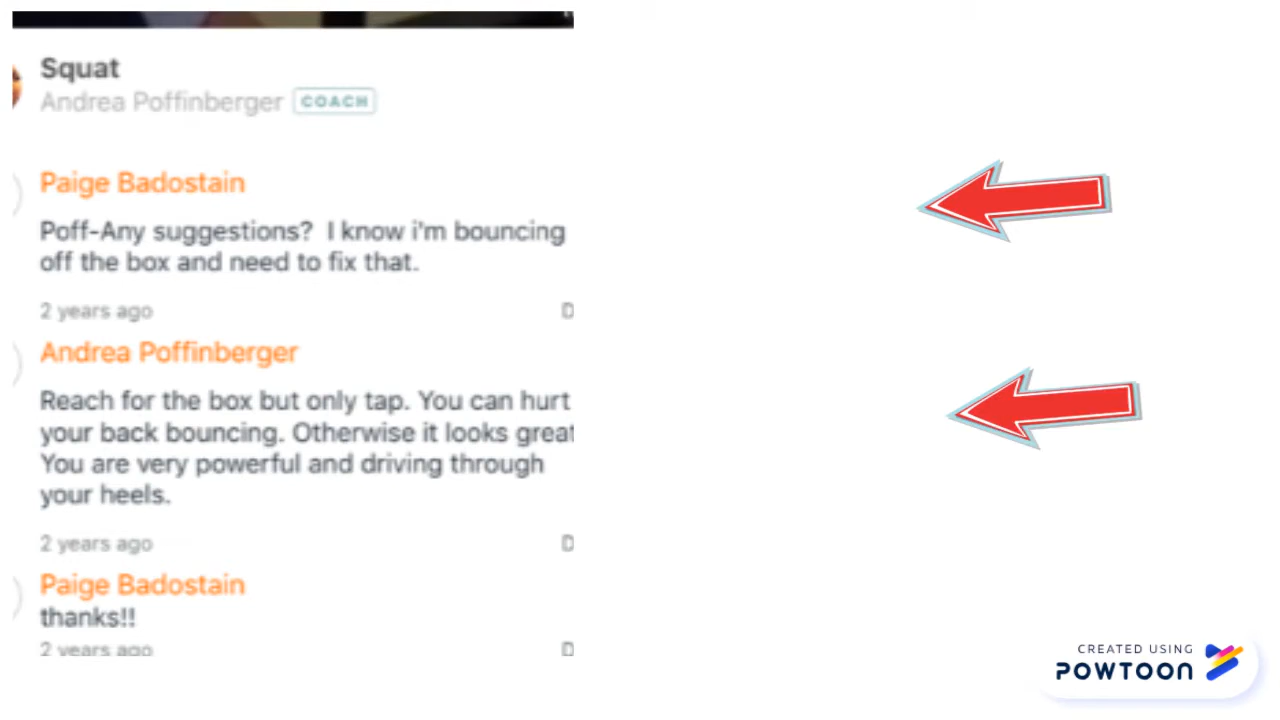 Squat
Andrea Poffinberger COACH
Paige Badostain
Poff-Any suggestions?  I know i'm bouncing
off the box and need to fix that.
2 years ago
Andrea Poffinberger
Reach for the box but only tap. You can hurt
your back bouncing. Otherwise it looks great
You are very powerful and driving through
your heels.
2 years ago
Paige Badostain
thanks!!
2 years ago
CREATED USING
POWTOON